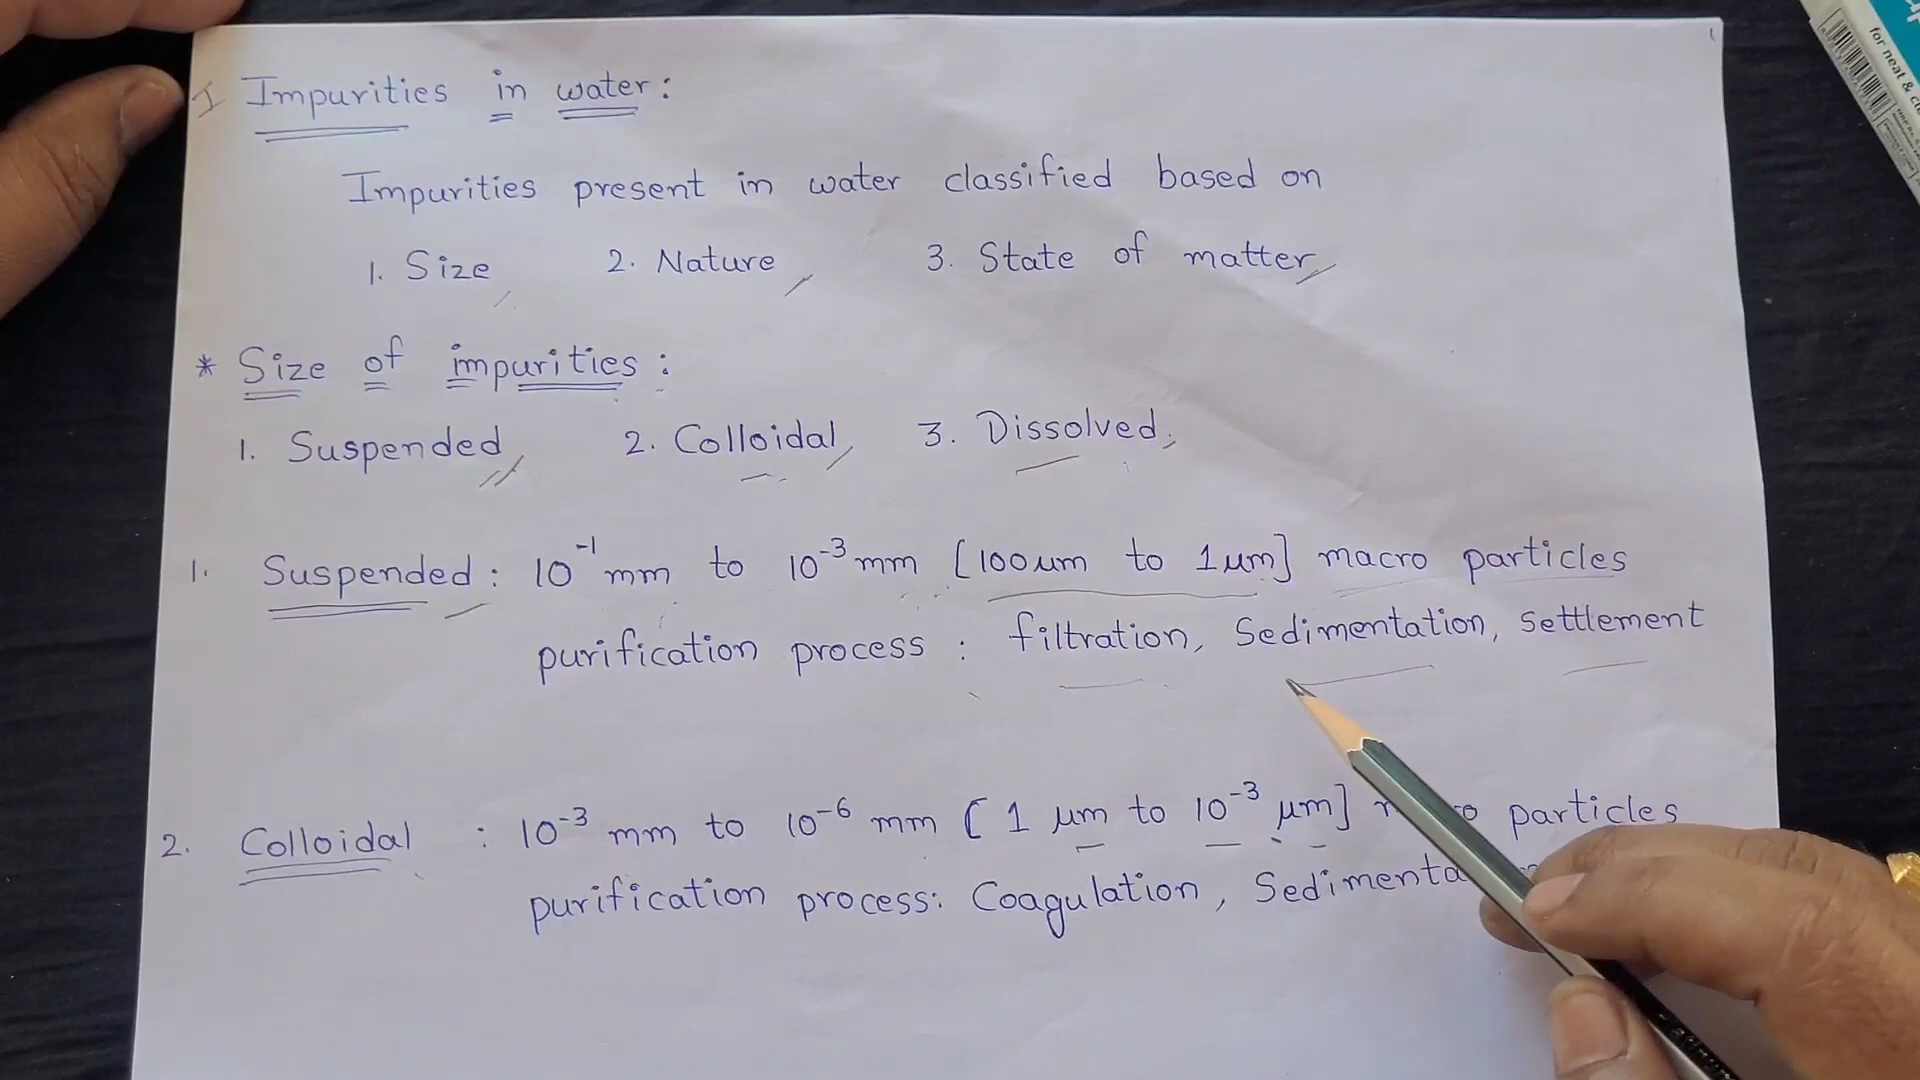 I Impurities in water:
Impurities present in water classified based on
1. Size 2. Nature 3. State of matter
* Size of impurities:
1. Suspended, 2. Colloidal, 3. Dissolved,
1. Suspended: 10⁻¹ mm to 10⁻³ mm [100 μm to 1 μm] macro particles
purification process: filtration, Sedimentation, Settlement
2. Colloidal : 10⁻³ mm to 10⁻⁶ mm [1 μm to 10⁻³ μm] particles
purification process: Coagulation,
for neat &